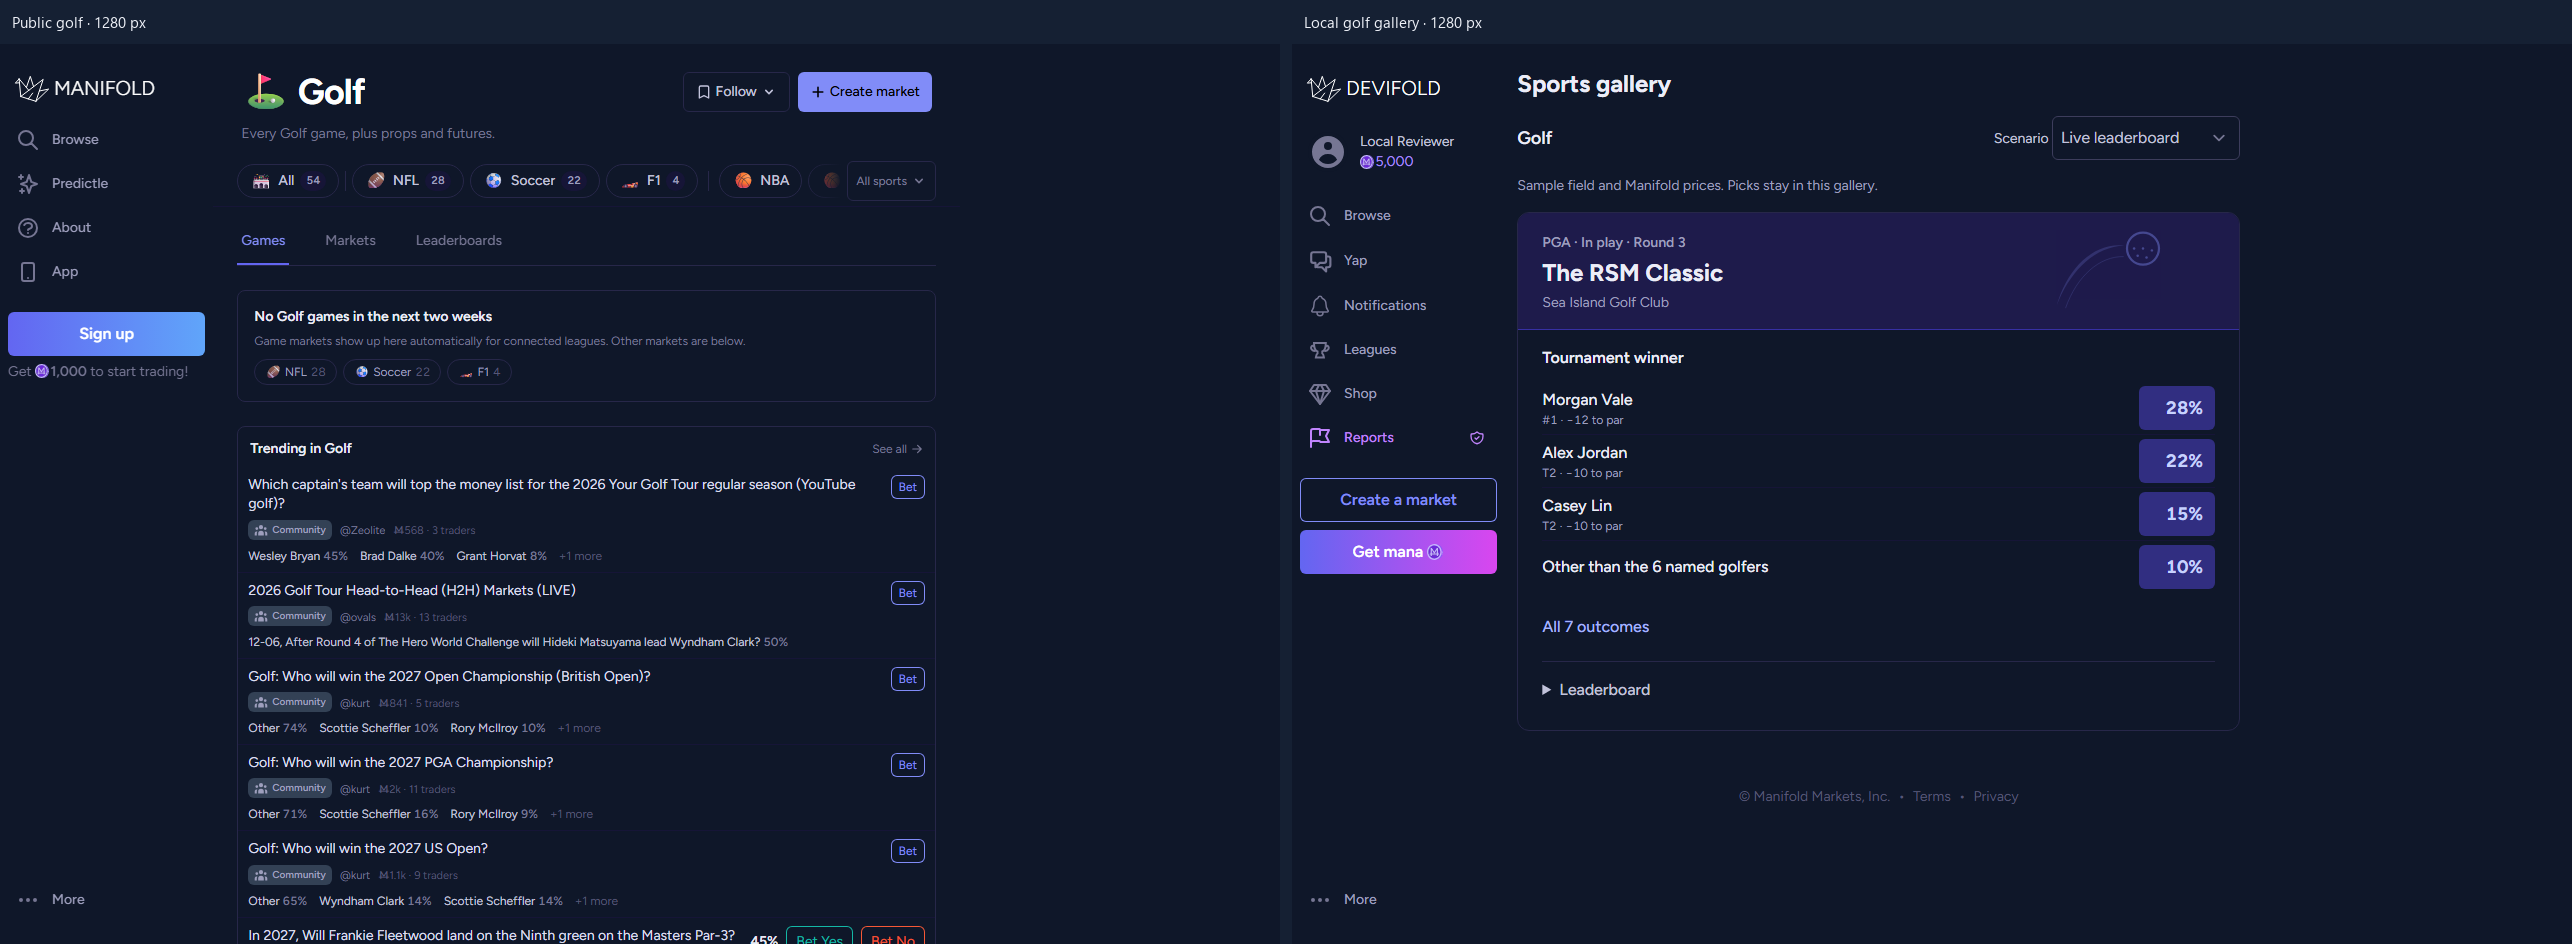 Public golf · 1280 px
MANIFOLD
Browse
Predictle
About
App
Sign up
Get M1,000 to start trading!
More
Golf
Follow
+ Create market
Every Golf game, plus props and futures.
All 54
NFL 28
Soccer 22
F1 4
NBA
All sports
Games
Markets
Leaderboards
No Golf games in the next two weeks
Game markets show up here automatically for connected leagues. Other markets are below.
NFL 28
Soccer 22
F1 4
Trending in Golf
See all →
Which captain's team will top the money list for the 2026 Your Golf Tour regular season (YouTube
golf)?
Bet
Community @Zeolite M568 · 3 traders
Wesley Bryan 45% Brad Dalke 40% Grant Horvat 8% +1 more
2026 Golf Tour Head-to-Head (H2H) Markets (LIVE)
Bet
Community @ovals M13k · 13 traders
12-06, After Round 4 of The Hero World Challenge will Hideki Matsuyama lead Wyndham Clark? 50%
Golf: Who will win the 2027 Open Championship (British Open)?
Bet
Community @kurt M841 · 5 traders
Other 74% Scottie Scheffler 10% Rory McIlroy 10% +1 more
Golf: Who will win the 2027 PGA Championship?
Bet
Community @kurt M2k · 11 traders
Other 71% Scottie Scheffler 16% Rory McIlroy 9% +1 more
Golf: Who will win the 2027 US Open?
Bet
Community @kurt M1.1k · 9 traders
Other 65% Wyndham Clark 14% Scottie Scheffler 14% +1 more
In 2027, Will Frankie Fleetwood land on the Ninth green on the Masters Par-3? 45% Bet Yes Bet No
Local golf gallery · 1280 px
DEVIFOLD
Local Reviewer
M5,000
Browse
Yap
Notifications
Leagues
Shop
Reports
Create a market
Get mana M
More
Sports gallery
Golf
Scenario Live leaderboard
Sample field and Manifold prices. Picks stay in this gallery.
PGA · In play · Round 3
The RSM Classic
Sea Island Golf Club
Tournament winner
Morgan Vale
#1 · -12 to par
28%
Alex Jordan
T2 · -10 to par
22%
Casey Lin
T2 · -10 to par
15%
Other than the 6 named golfers
10%
All 7 outcomes
Leaderboard
© Manifold Markets, Inc. • Terms • Privacy